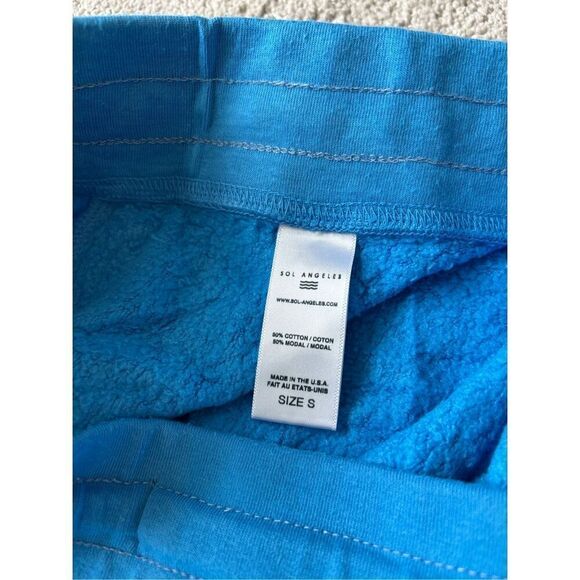 SOL ANGELES
WWW.SOL-ANGELES.COM
50% COTTON / COTON
50% MODAL / MODAL
MADE IN THE U.S.A.
FAIT AU ETATS-UNIS
SIZE S